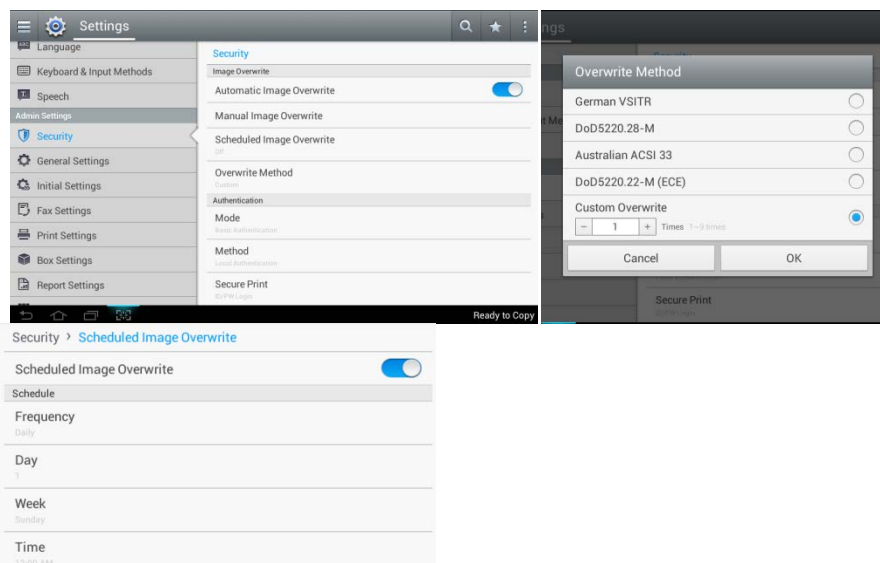 Settings
Language
Keyboard & Input Methods
Speech
Admin Settings
Security
General Settings
Initial Settings
Fax Settings
Print Settings
Box Settings
Report Settings
Security
Image Overwrite
Automatic Image Overwrite
Manual Image Overwrite
Scheduled Image Overwrite
Off
Overwrite Method
Custom
Authentication
Mode
Basic Authentication
Method
Local Authentication
Secure Print
ID/PW Login
Ready to Copy
ngs
Overwrite Method
German VSITR
DoD5220.28-M
Australian ACSI 33
DoD5220.22-M (ECE)
Custom Overwrite
- 1 + Times 1~9 times
Cancel OK
Secure Print
ID/PW Login
Security > Scheduled Image Overwrite
Scheduled Image Overwrite
Schedule
Frequency
Daily
Day
1
Week
Sunday
Time